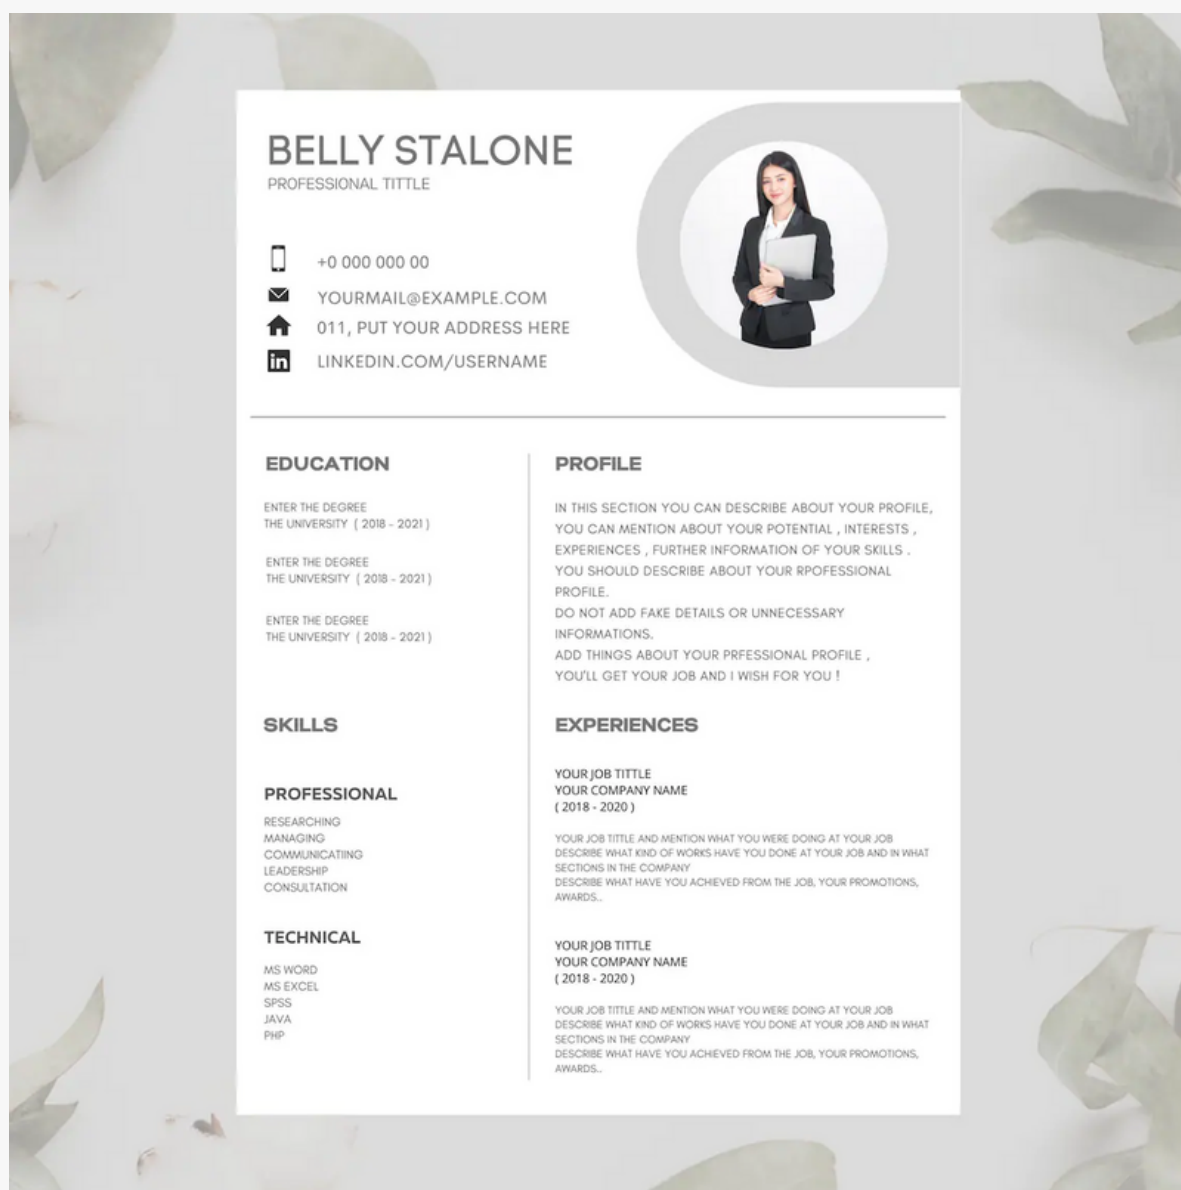 BELLY STALONE
PROFESSIONAL TITTLE
+0 000 000 00
YOURMAIL@EXAMPLE.COM
011, PUT YOUR ADDRESS HERE
in
LINKEDIN.COM/USERNAME
EDUCATION
ENTER THE DEGREE
THE UNIVERSITY ( 2018 - 2021 )
ENTER THE DEGREE
THE UNIVERSITY ( 2018 - 2021 )
ENTER THE DEGREE
THE UNIVERSITY ( 2018 - 2021 )
SKILLS
PROFESSIONAL
RESEARCHING
MANAGING
COMMUNICATIING
LEADERSHIP
CONSULTATION
TECHNICAL
MS WORD
MS EXCEL
SPSS
JAVA
PHP
PROFILE
IN THIS SECTION YOU CAN DESCRIBE ABOUT YOUR PROFILE,
YOU CAN MENTION ABOUT YOUR POTENTIAL , INTERESTS ,
EXPERIENCES , FURTHER INFORMATION OF YOUR SKILLS .
YOU SHOULD DESCRIBE ABOUT YOUR RPOFESSIONAL
PROFILE.
DO NOT ADD FAKE DETAILS OR UNNECESSARY
INFORMATIONS.
ADD THINGS ABOUT YOUR PRFESSIONAL PROFILE ,
YOU'LL GET YOUR JOB AND I WISH FOR YOU !
EXPERIENCES
YOUR JOB TITTLE
YOUR COMPANY NAME
( 2018 - 2020 )
YOUR JOB TITTLE AND MENTION WHAT YOU WERE DOING AT YOUR JOB
DESCRIBE WHAT KIND OF WORKS HAVE YOU DONE AT YOUR JOB AND IN WHAT
SECTIONS IN THE COMPANY
DESCRIBE WHAT HAVE YOU ACHIEVED FROM THE JOB, YOUR PROMOTIONS,
AWARDS..
YOUR JOB TITTLE
YOUR COMPANY NAME
( 2018 - 2020 )
YOUR JOB TITTLE AND MENTION WHAT YOU WERE DOING AT YOUR JOB
DESCRIBE WHAT KIND OF WORKS HAVE YOU DONE AT YOUR JOB AND IN WHAT
SECTIONS IN THE COMPANY
DESCRIBE WHAT HAVE YOU ACHIEVED FROM THE JOB, YOUR PROMOTIONS,
AWARDS..